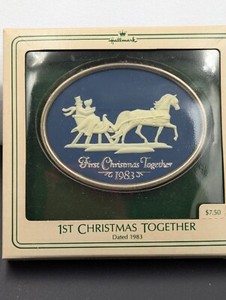 Hallmark
First Christmas Together
1983
$7.50
1ST CHRISTMAS TOGETHER
Dated 1983